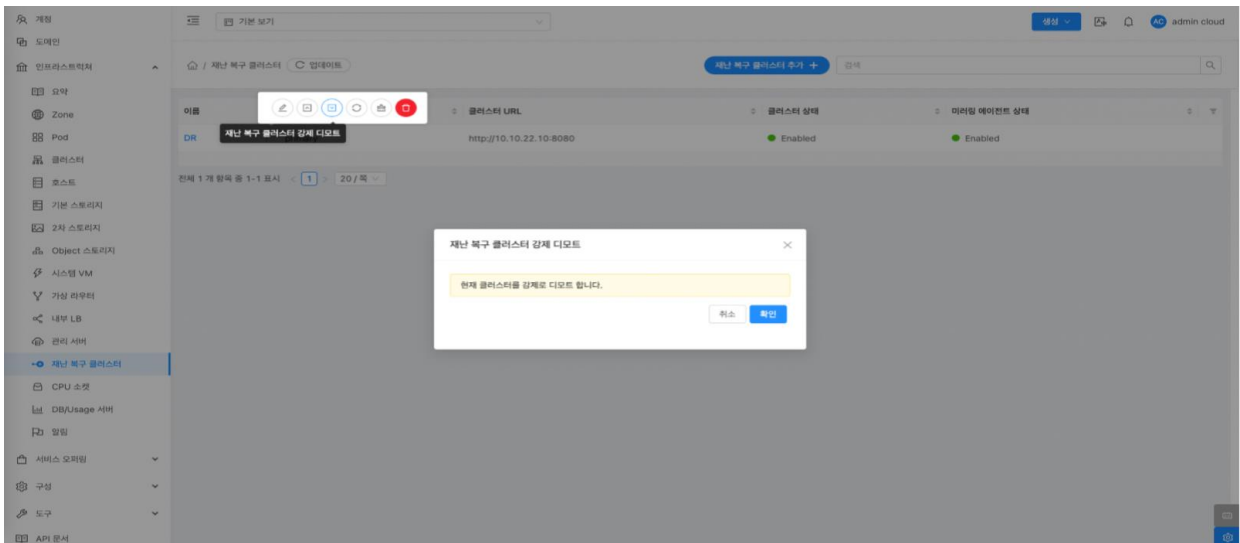 계정
기본 보기
생성
AC
admin cloud
도메인
인프라스트럭쳐
/ 재난 복구 클러스터
업데이트
재난 복구 클러스터 추가 +
검색
요약
Zone
이름
클러스터 URL
클러스터 상태
미러링 에이전트 상태
재난 복구 클러스터 강제 디모트
Pod
DR
http://10.10.22.10:8080
Enabled
Enabled
클러스터
호스트
전체 1 개 항목 중 1-1 표시 < 1 > 20 / 쪽
기본 스토리지
2차 스토리지
Object 스토리지
재난 복구 클러스터 강제 디모트
시스템 VM
현재 클러스터를 강제로 디모트 합니다.
가상 라우터
취소
확인
내부 LB
관리 서버
재난 복구 클러스터
CPU 소켓
DB/Usage 서버
알림
서비스 오퍼링
구성
도구
API 문서